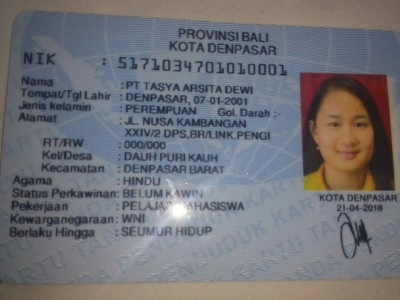 PROVINSI BALI
KOTA DENPASAR
NIK : 5171034701010001
Nama : PT TASYA ARSITA DEWI
Tempat/Tgl Lahir : DENPASAR, 07-01-2001
Jenis kelamin : PEREMPUAN Gol. Darah :-
Alamat : JL. NUSA KAMBANGAN
XXIV/2 DPS,BR/LINK.PENGI
RT/RW : 000/000
Kel/Desa : DAUH PURI KAUH
Kecamatan : DENPASAR BARAT
Agama : HINDU
Status Perkawinan: BELUM KAWIN
Pekerjaan : PELAJAR/MAHASISWA
Kewarganegaraan: WNI
Berlaku Hingga : SEUMUR HIDUP
KOTA DENPASAR
21-04-2018